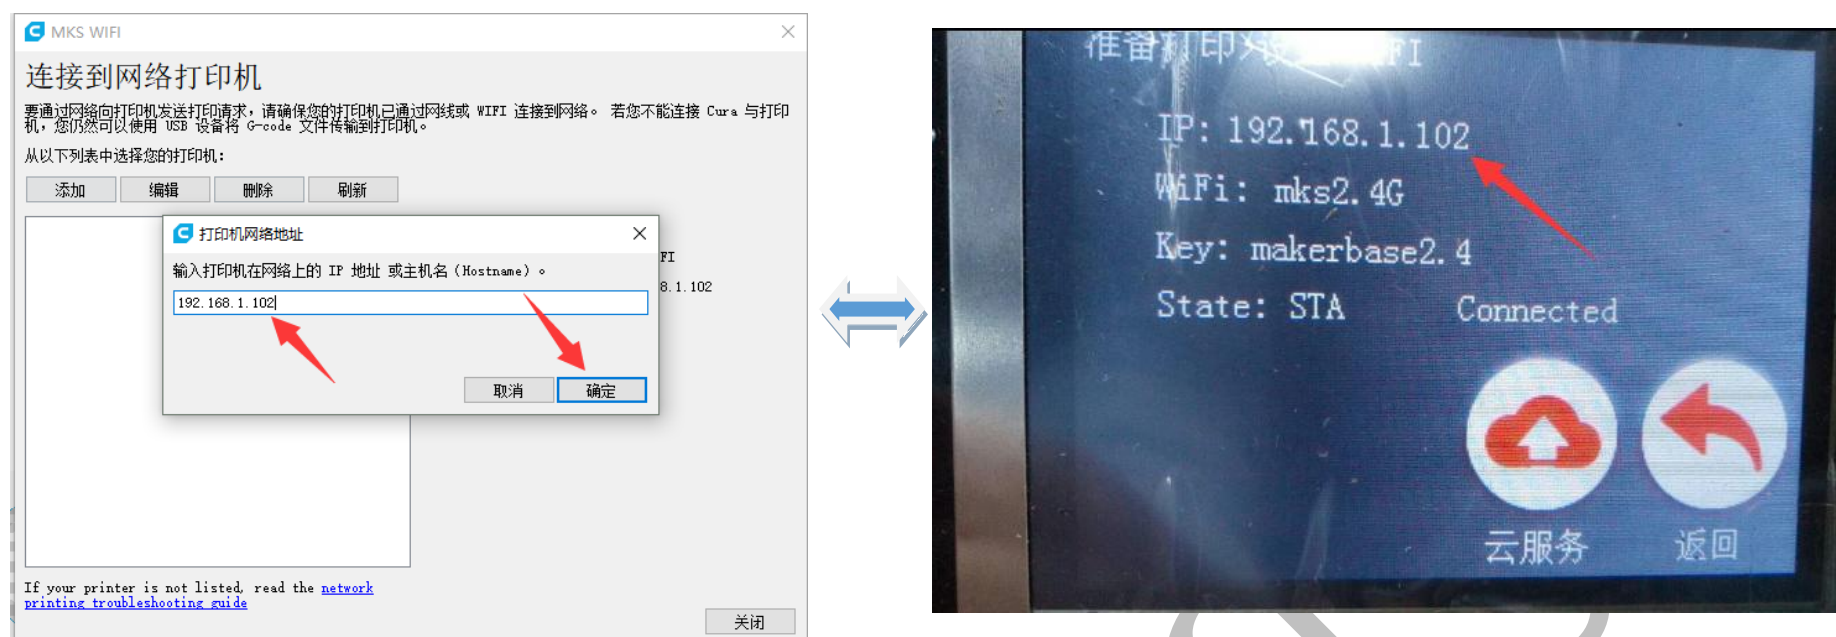 MKS WIFI
连接到网络打印机
要通过网络向打印机发送打印请求，请确保您的打印机已通过网线或 WIFI 连接到网络。 若您不能连接 Cura 与打印
机，您仍然可以使用 USB 设备将 G-code 文件传输到打印机。
从以下列表中选择您的打印机：
添加 编辑 删除 刷新
打印机网络地址
输入打印机在网络上的 IP 地址 或主机名（Hostname）。
192.168.1.102
取消 确定
FI
8.1.102
If your printer is not listed, read the network
printing troubleshooting guide
关闭
准备打印 FI
IP: 192.168.1.102
WiFi: mks2.4G
Key: makerbase2.4
State: STA Connected
云服务 返回